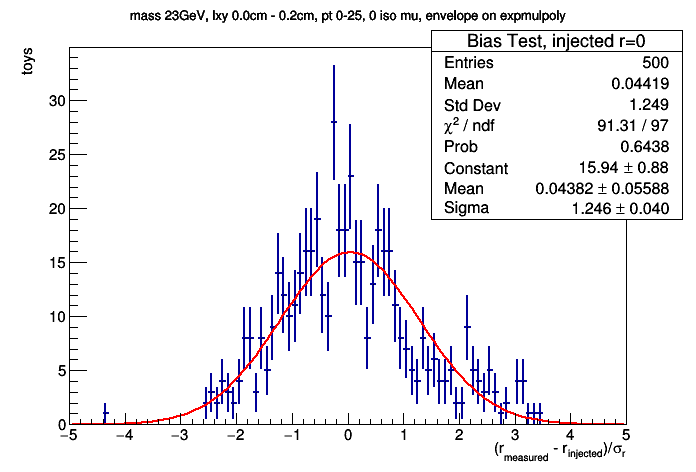 mass 23GeV, lxy 0.0cm - 0.2cm, pt 0-25, 0 iso mu, envelope on expmulpoly
Bias Test, injected r=0
Entries 500
Mean 0.04419
Std Dev 1.249
χ² / ndf 91.31 / 97
Prob 0.6438
Constant 15.94 ± 0.88
Mean 0.04382 ± 0.05588
Sigma 1.246 ± 0.040
toys
30
25
20
15
10
5
0
−5 −4 −3 −2 −1 0 1 2 3 4 5
(r_measured - r_injected)/σ_r